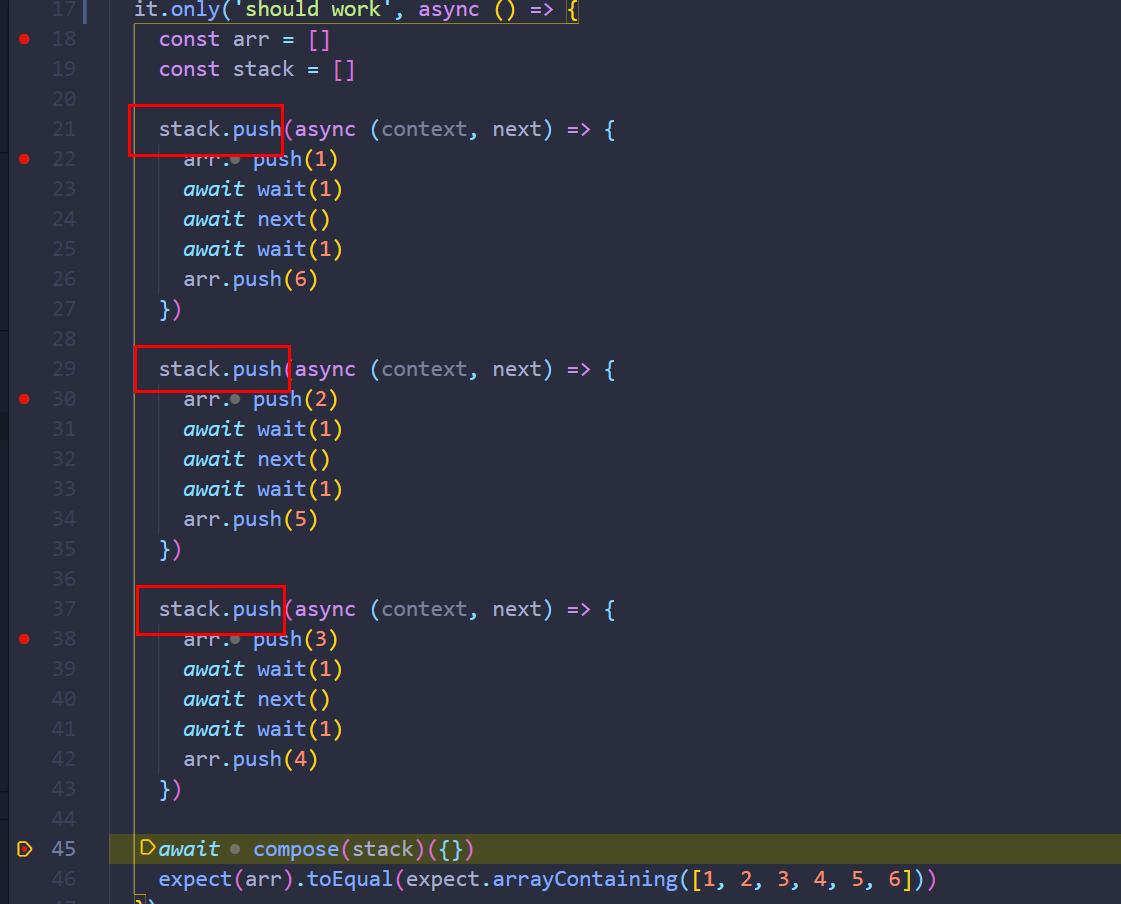 17 it.only('should work', async () => {
18 const arr = []
19 const stack = []
20
21 stack.push(async (context, next) => {
22 arr. push(1)
23 await wait(1)
24 await next()
25 await wait(1)
26 arr.push(6)
27 })
28
29 stack.push(async (context, next) => {
30 arr. push(2)
31 await wait(1)
32 await next()
33 await wait(1)
34 arr.push(5)
35 })
36
37 stack.push(async (context, next) => {
38 arr. push(3)
39 await wait(1)
40 await next()
41 await wait(1)
42 arr.push(4)
43 })
44
45 await compose(stack)({})
46 expect(arr).toEqual(expect.arrayContaining([1, 2, 3, 4, 5, 6]))